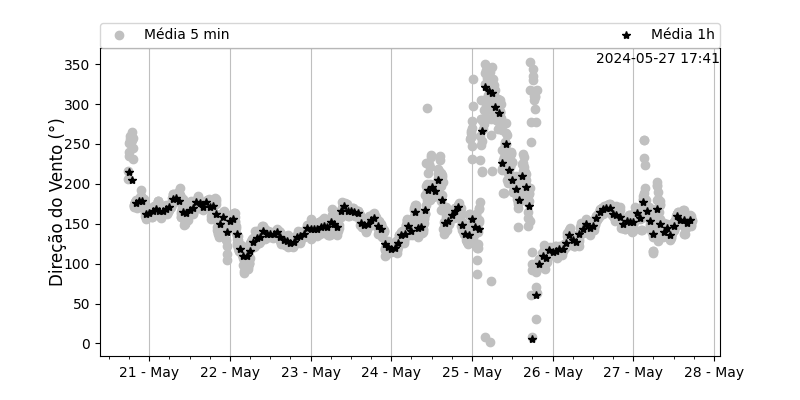 Média 5 min
Média 1h
2024-05-27 17:41
Direção do Vento (°)
350
300
250
200
150
100
50
0
21 - May
22 - May
23 - May
24 - May
25 - May
26 - May
27 - May
28 - May